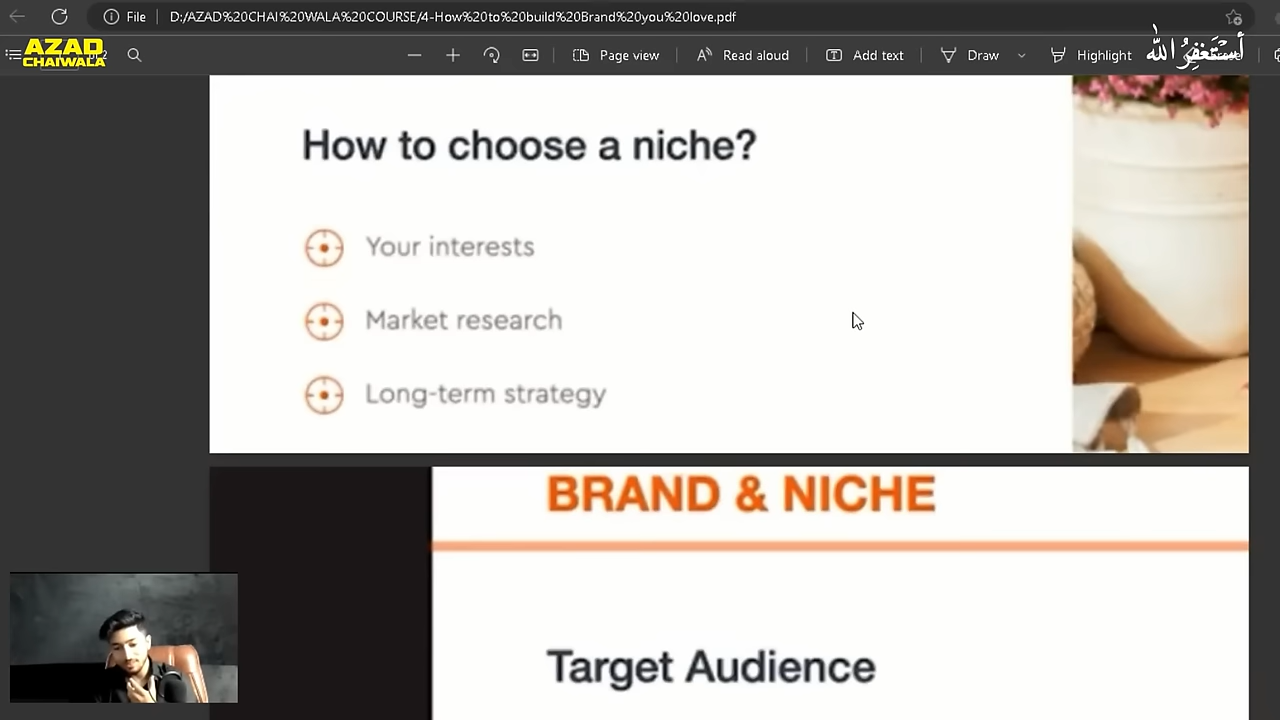 File
D:/AZAD%20CHAI%20WALA%20COURSE/4-How%20to%20build%20Brand%20you%20love.pdf
AZAD
CHAIWALA
Page view
Read aloud
Add text
Draw
Highlight
أستغفر الله
How to choose a niche?
Your interests
Market research
Long-term strategy
BRAND & NICHE
Target Audience